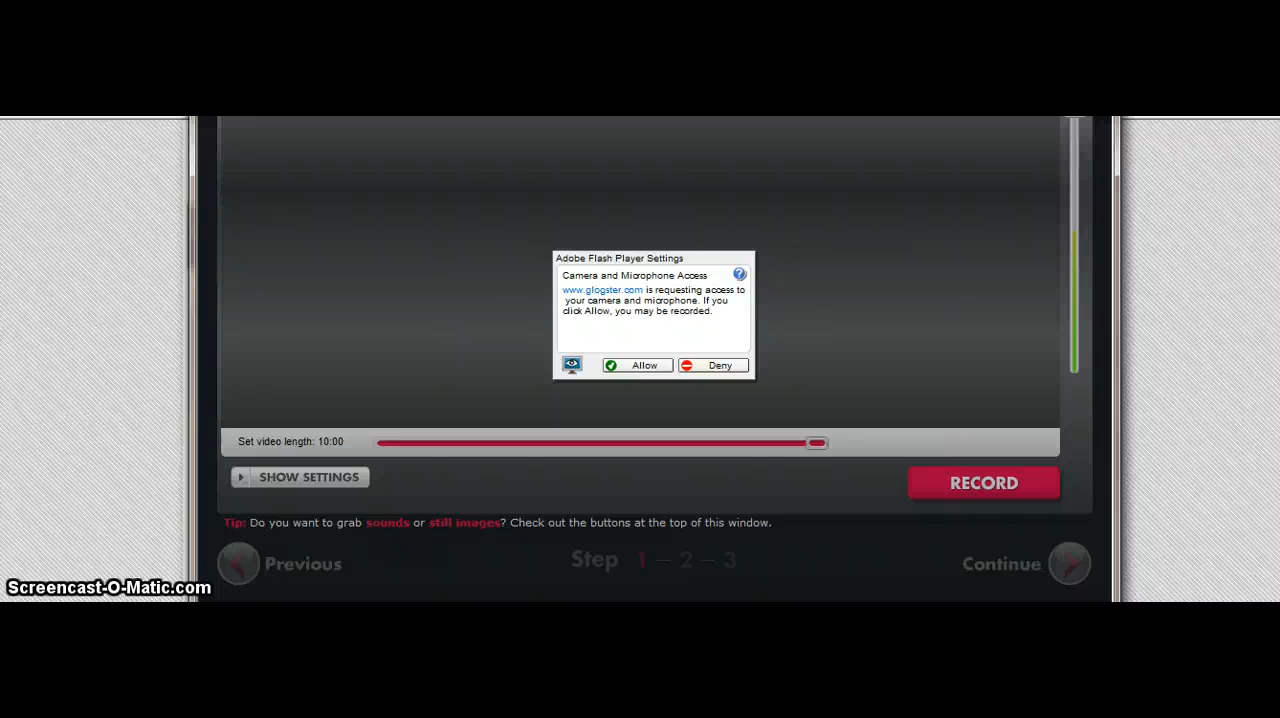 Adobe Flash Player Settings
Camera and Microphone Access
?
www.glogster.com is requesting access to
your camera and microphone. If you
click Allow, you may be recorded.
Allow
Deny
Set video length: 10:00
SHOW SETTINGS
RECORD
Tip: Do you want to grab sounds or still images? Check out the buttons at the top of this window.
Previous
Step 1 – 2 – 3
Continue
Screencast-O-Matic.com